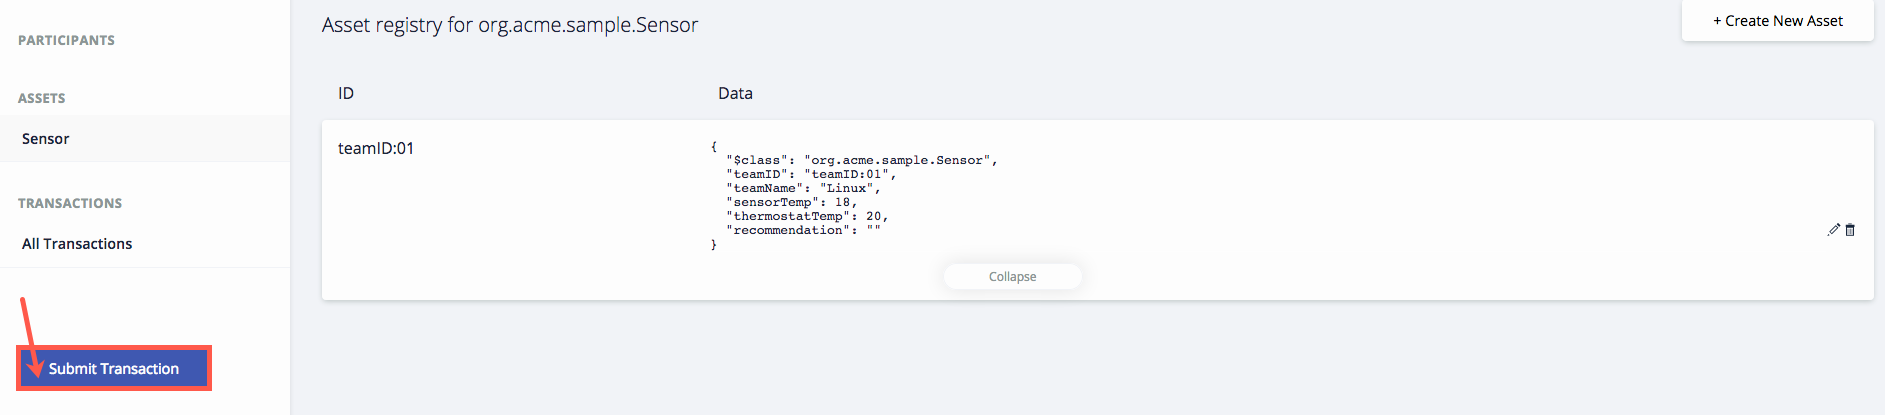 PARTICIPANTS
ASSETS
Sensor
TRANSACTIONS
All Transactions
Submit Transaction
Asset registry for org.acme.sample.Sensor
+ Create New Asset
ID Data
teamID:01
{
"$class": "org.acme.sample.Sensor",
"teamID": "teamID:01",
"teamName": "Linux",
"sensorTemp": 18,
"thermostatTemp": 20,
"recommendation": ""
}
Collapse